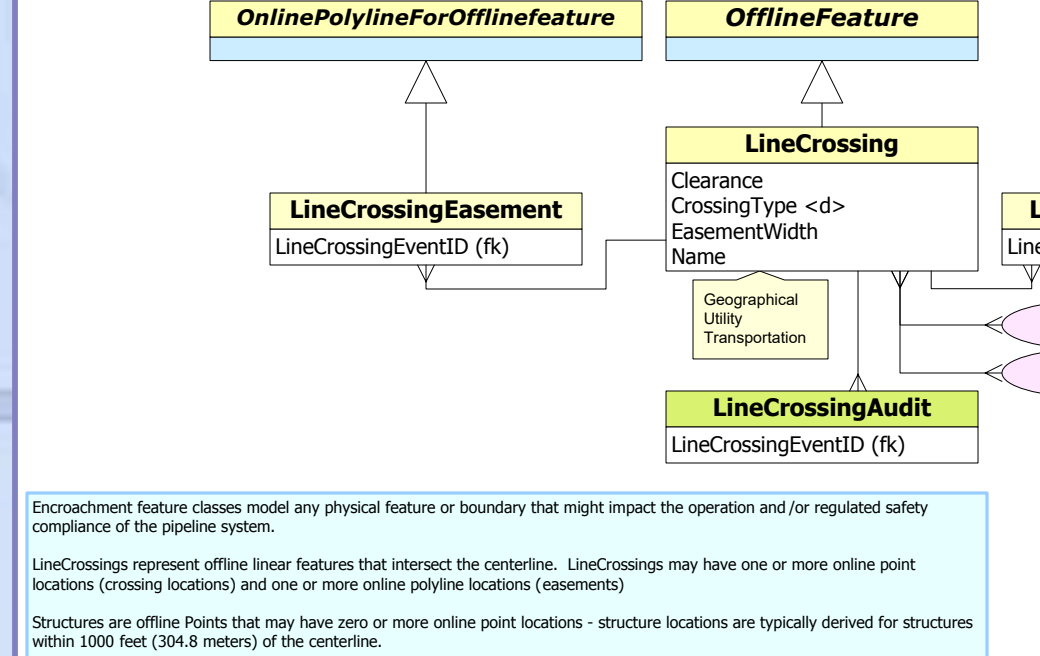 OnlinePolylineForOfflinefeature
OfflineFeature
LineCrossing
Clearance
CrossingType <d>
EasementWidth
Name
LineCrossingEasement
LineCrossingEventID (fk)
Geographical
Utility
Transportation
LineCrossingAudit
LineCrossingEventID (fk)
L
Line
Encroachment feature classes model any physical feature or boundary that might impact the operation and/or regulated safety
compliance of the pipeline system.
LineCrossings represent offline linear features that intersect the centerline. LineCrossings may have one or more online point
locations (crossing locations) and one or more online polyline locations (easements)
Structures are offline Points that may have zero or more online point locations - structure locations are typically derived for structures
within 1000 feet (304.8 meters) of the centerline.